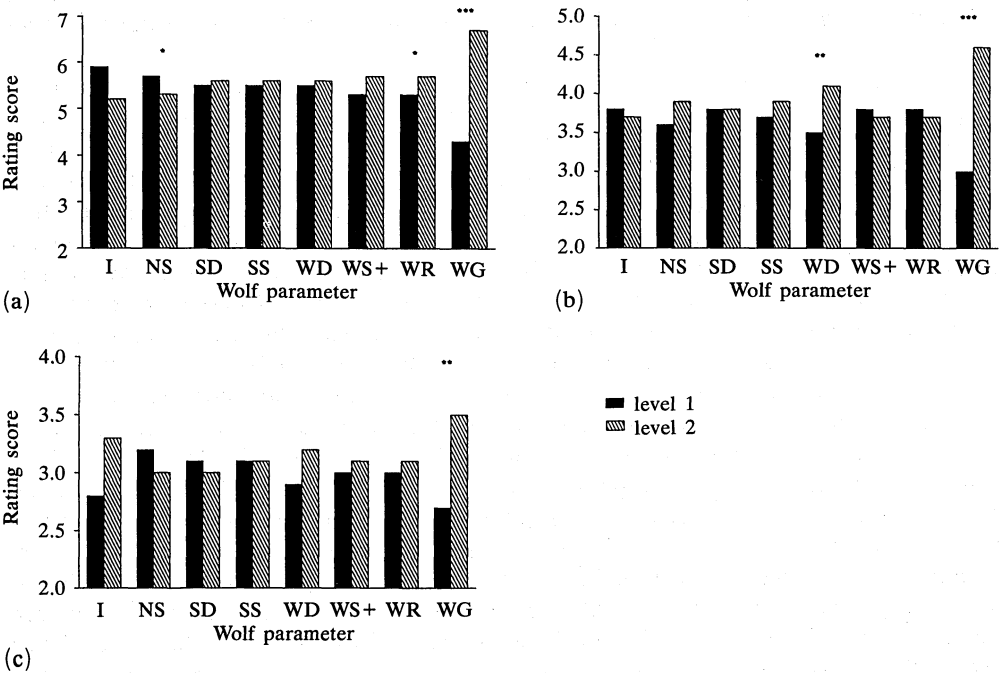 7
6
5
4
3
2
Rating score
*
*
***
I NS SD SS WD WS+ WR WG
Wolf parameter
(a)
5.0
4.5
4.0
3.5
3.0
2.5
2.0
**
***
I NS SD SS WD WS+ WR WG
Wolf parameter
(b)
4.0
3.5
3.0
2.5
2.0
Rating score
**
I NS SD SS WD WS+ WR WG
Wolf parameter
(c)
level 1
level 2